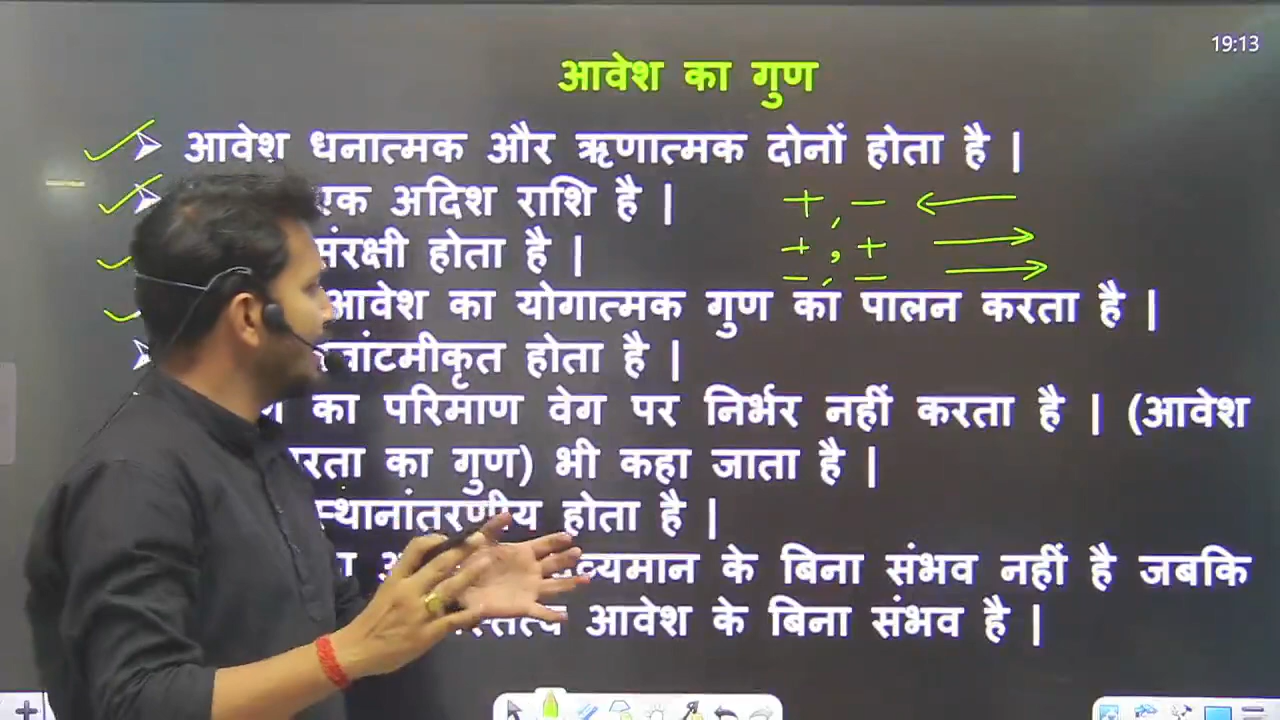 19:13
आवेश का गुण
आवेश धनात्मक और ऋणात्मक दोनों होता है |
एक अदिश राशि है | + , - ←
संरक्षी होता है | + , + →
- , - →
आवेश का योगात्मक गुण का पालन करता है |
होता है |
का परिमाण वेग पर निर्भर नहीं करता है | (आवेश
का गुण) भी कहा जाता है |
स्थानांतरणीय होता है |
के बिना संभव नहीं है जबकि
आवेश के बिना संभव है |